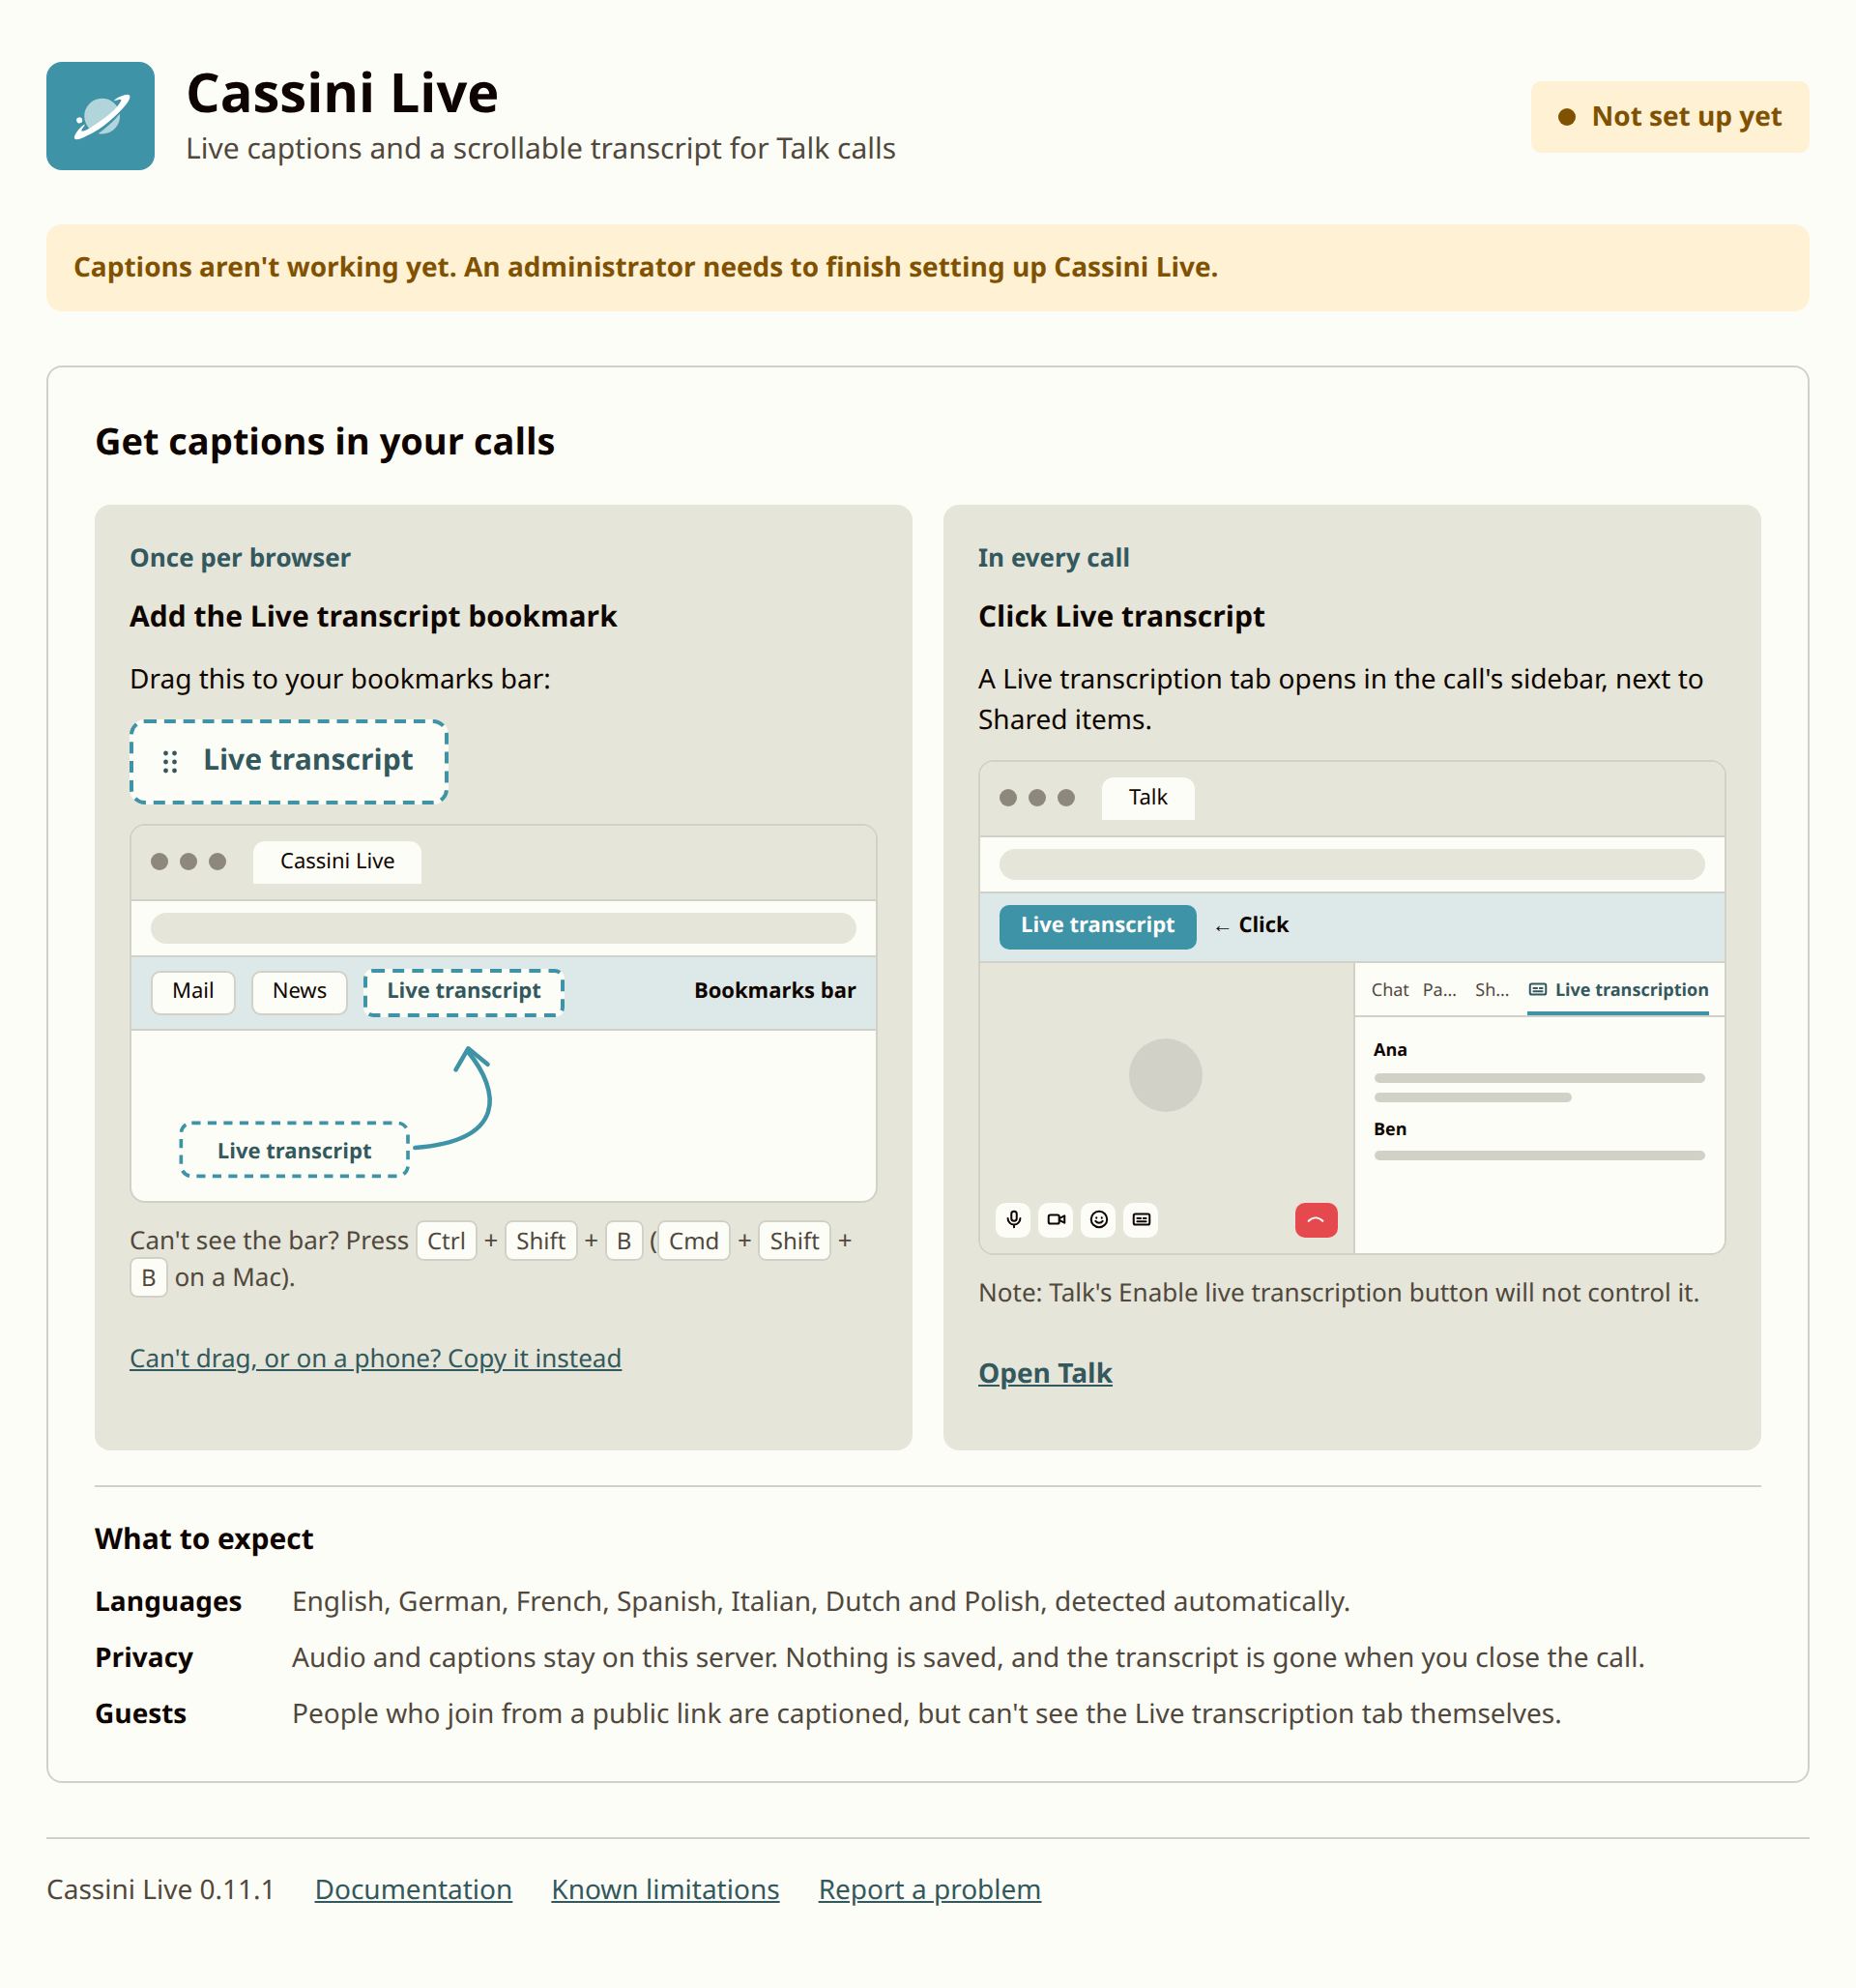 Cassini Live
Live captions and a scrollable transcript for Talk calls
Not set up yet
Captions aren't working yet. An administrator needs to finish setting up Cassini Live.
Get captions in your calls
Once per browser
Add the Live transcript bookmark
Drag this to your bookmarks bar:
Live transcript
Cassini Live
Mail
News
Live transcript
Bookmarks bar
Live transcript
Can't see the bar? Press Ctrl + Shift + B (Cmd + Shift +
B on a Mac).
Can't drag, or on a phone? Copy it instead
In every call
Click Live transcript
A Live transcription tab opens in the call's sidebar, next to
Shared items.
Talk
Live transcript
← Click
Chat Pa... Sh... Live transcription
Ana
Ben
Note: Talk's Enable live transcription button will not control it.
Open Talk
What to expect
Languages English, German, French, Spanish, Italian, Dutch and Polish, detected automatically.
Privacy Audio and captions stay on this server. Nothing is saved, and the transcript is gone when you close the call.
Guests People who join from a public link are captioned, but can't see the Live transcription tab themselves.
Cassini Live 0.11.1 Documentation Known limitations Report a problem